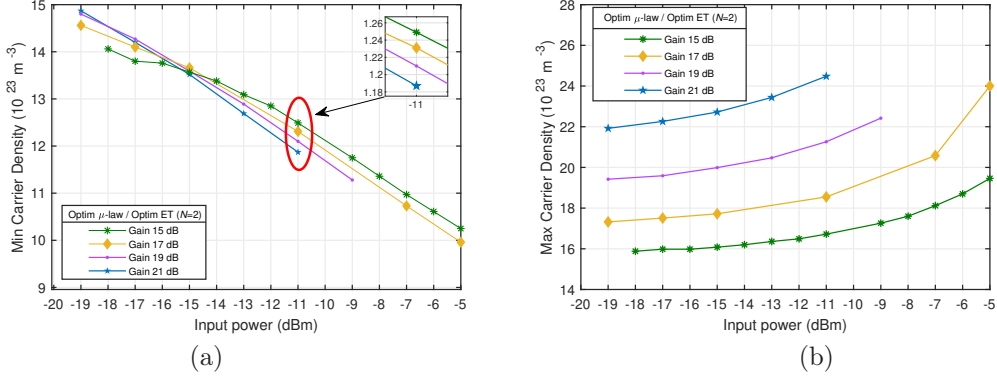 15
14
13
12
11
10
9
Min Carrier Density (10 23 m -3)
-20 -19 -18 -17 -16 -15 -14 -13 -12 -11 -10 -9 -8 -7 -6 -5
Input power (dBm)
Optim μ-law / Optim ET (N=2)
Gain 15 dB
Gain 17 dB
Gain 19 dB
Gain 21 dB
1.26
1.24
1.22
1.2
1.18
-11
(a)
28
26
24
22
20
18
16
14
Max Carrier Density (10 23 m -3)
-20 -19 -18 -17 -16 -15 -14 -13 -12 -11 -10 -9 -8 -7 -6 -5
Input power (dBm)
Optim μ-law / Optim ET (N=2)
Gain 15 dB
Gain 17 dB
Gain 19 dB
Gain 21 dB
(b)